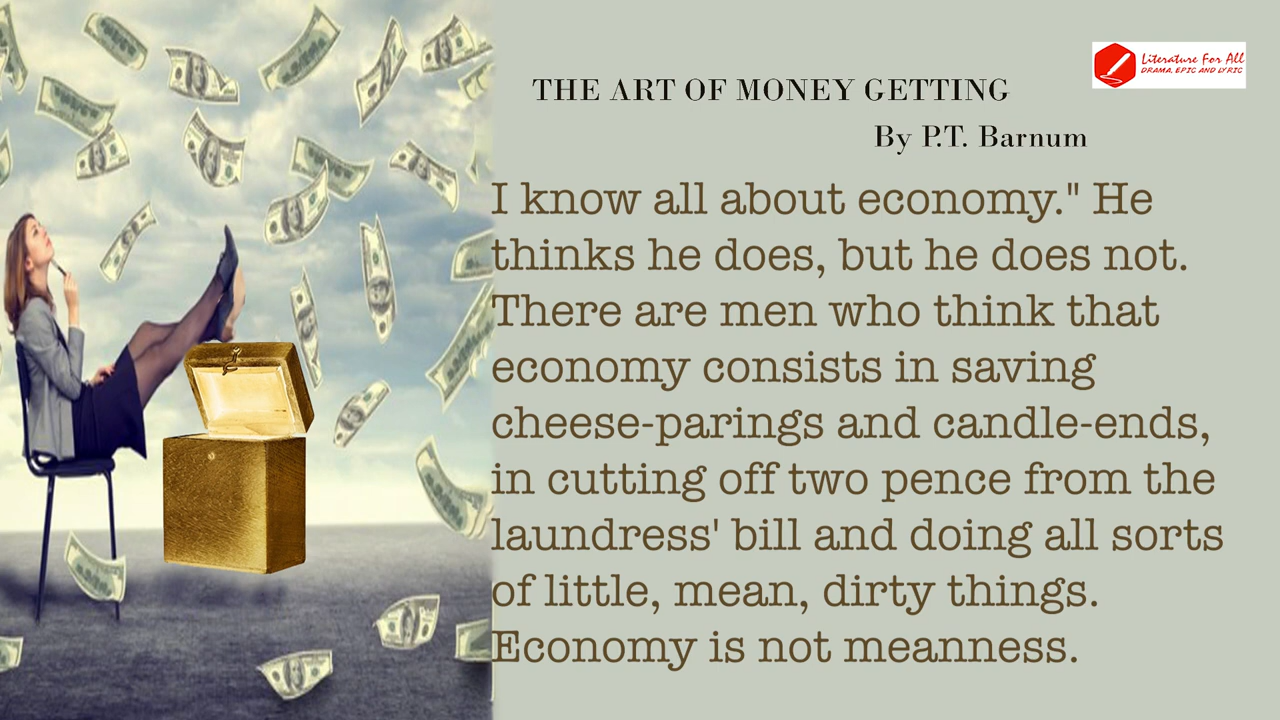 THE ART OF MONEY GETTING
By P.T. Barnum
Literature For All
DRAMA, EPIC AND LYRIC
I know all about economy." He
thinks he does, but he does not.
There are men who think that
economy consists in saving
cheese-parings and candle-ends,
in cutting off two pence from the
laundress' bill and doing all sorts
of little, mean, dirty things.
Economy is not meanness.